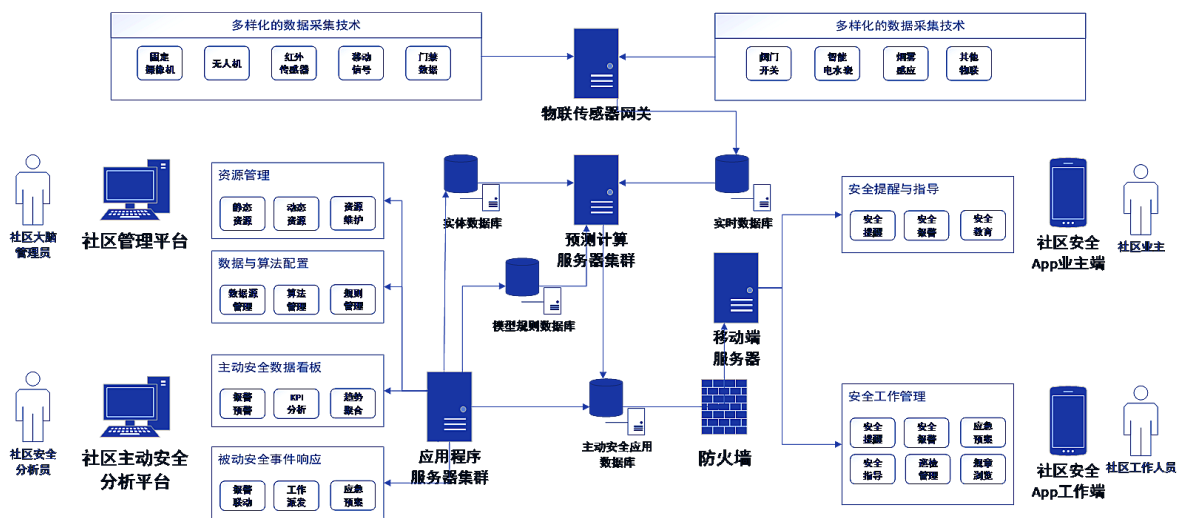 多样化的数据采集技术
固定
摄像机
无人机
红外
传感器
移动
信号
门禁
数据
多样化的数据采集技术
阀门
开关
智能
电水表
烟雾
感应
其他
物联
物联传感器网关
社区大脑
管理员
社区管理平台
资源管理
静态
资源
动态
资源
资源
维护
数据与算法配置
数据源
管理
算法
管理
规则
管理
实体数据库
预测计算
服务器集群
实时数据库
模型规则数据库
安全提醒与指导
安全
提醒
安全
报警
安全
教育
社区安全
App业主端
社区业主
移动端
服务器
社区安全
分析员
社区主动安全
分析平台
主动安全数据看板
报警
预警
KPI
分析
趋势
聚合
被动安全事件响应
报警
联动
工作
派发
应急
预案
应用程序
服务器集群
主动安全应用
数据库
防火墙
安全工作管理
安全
提醒
安全
报警
应急
预案
安全
指导
巡检
管理
规章
浏览
社区安全
App工作端
社区工作人员